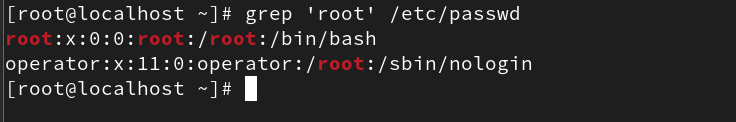 [root@localhost ~]# grep 'root' /etc/passwd
root:x:0:0:root:/root:/bin/bash
operator:x:11:0:operator:/root:/sbin/nologin
[root@localhost ~]#